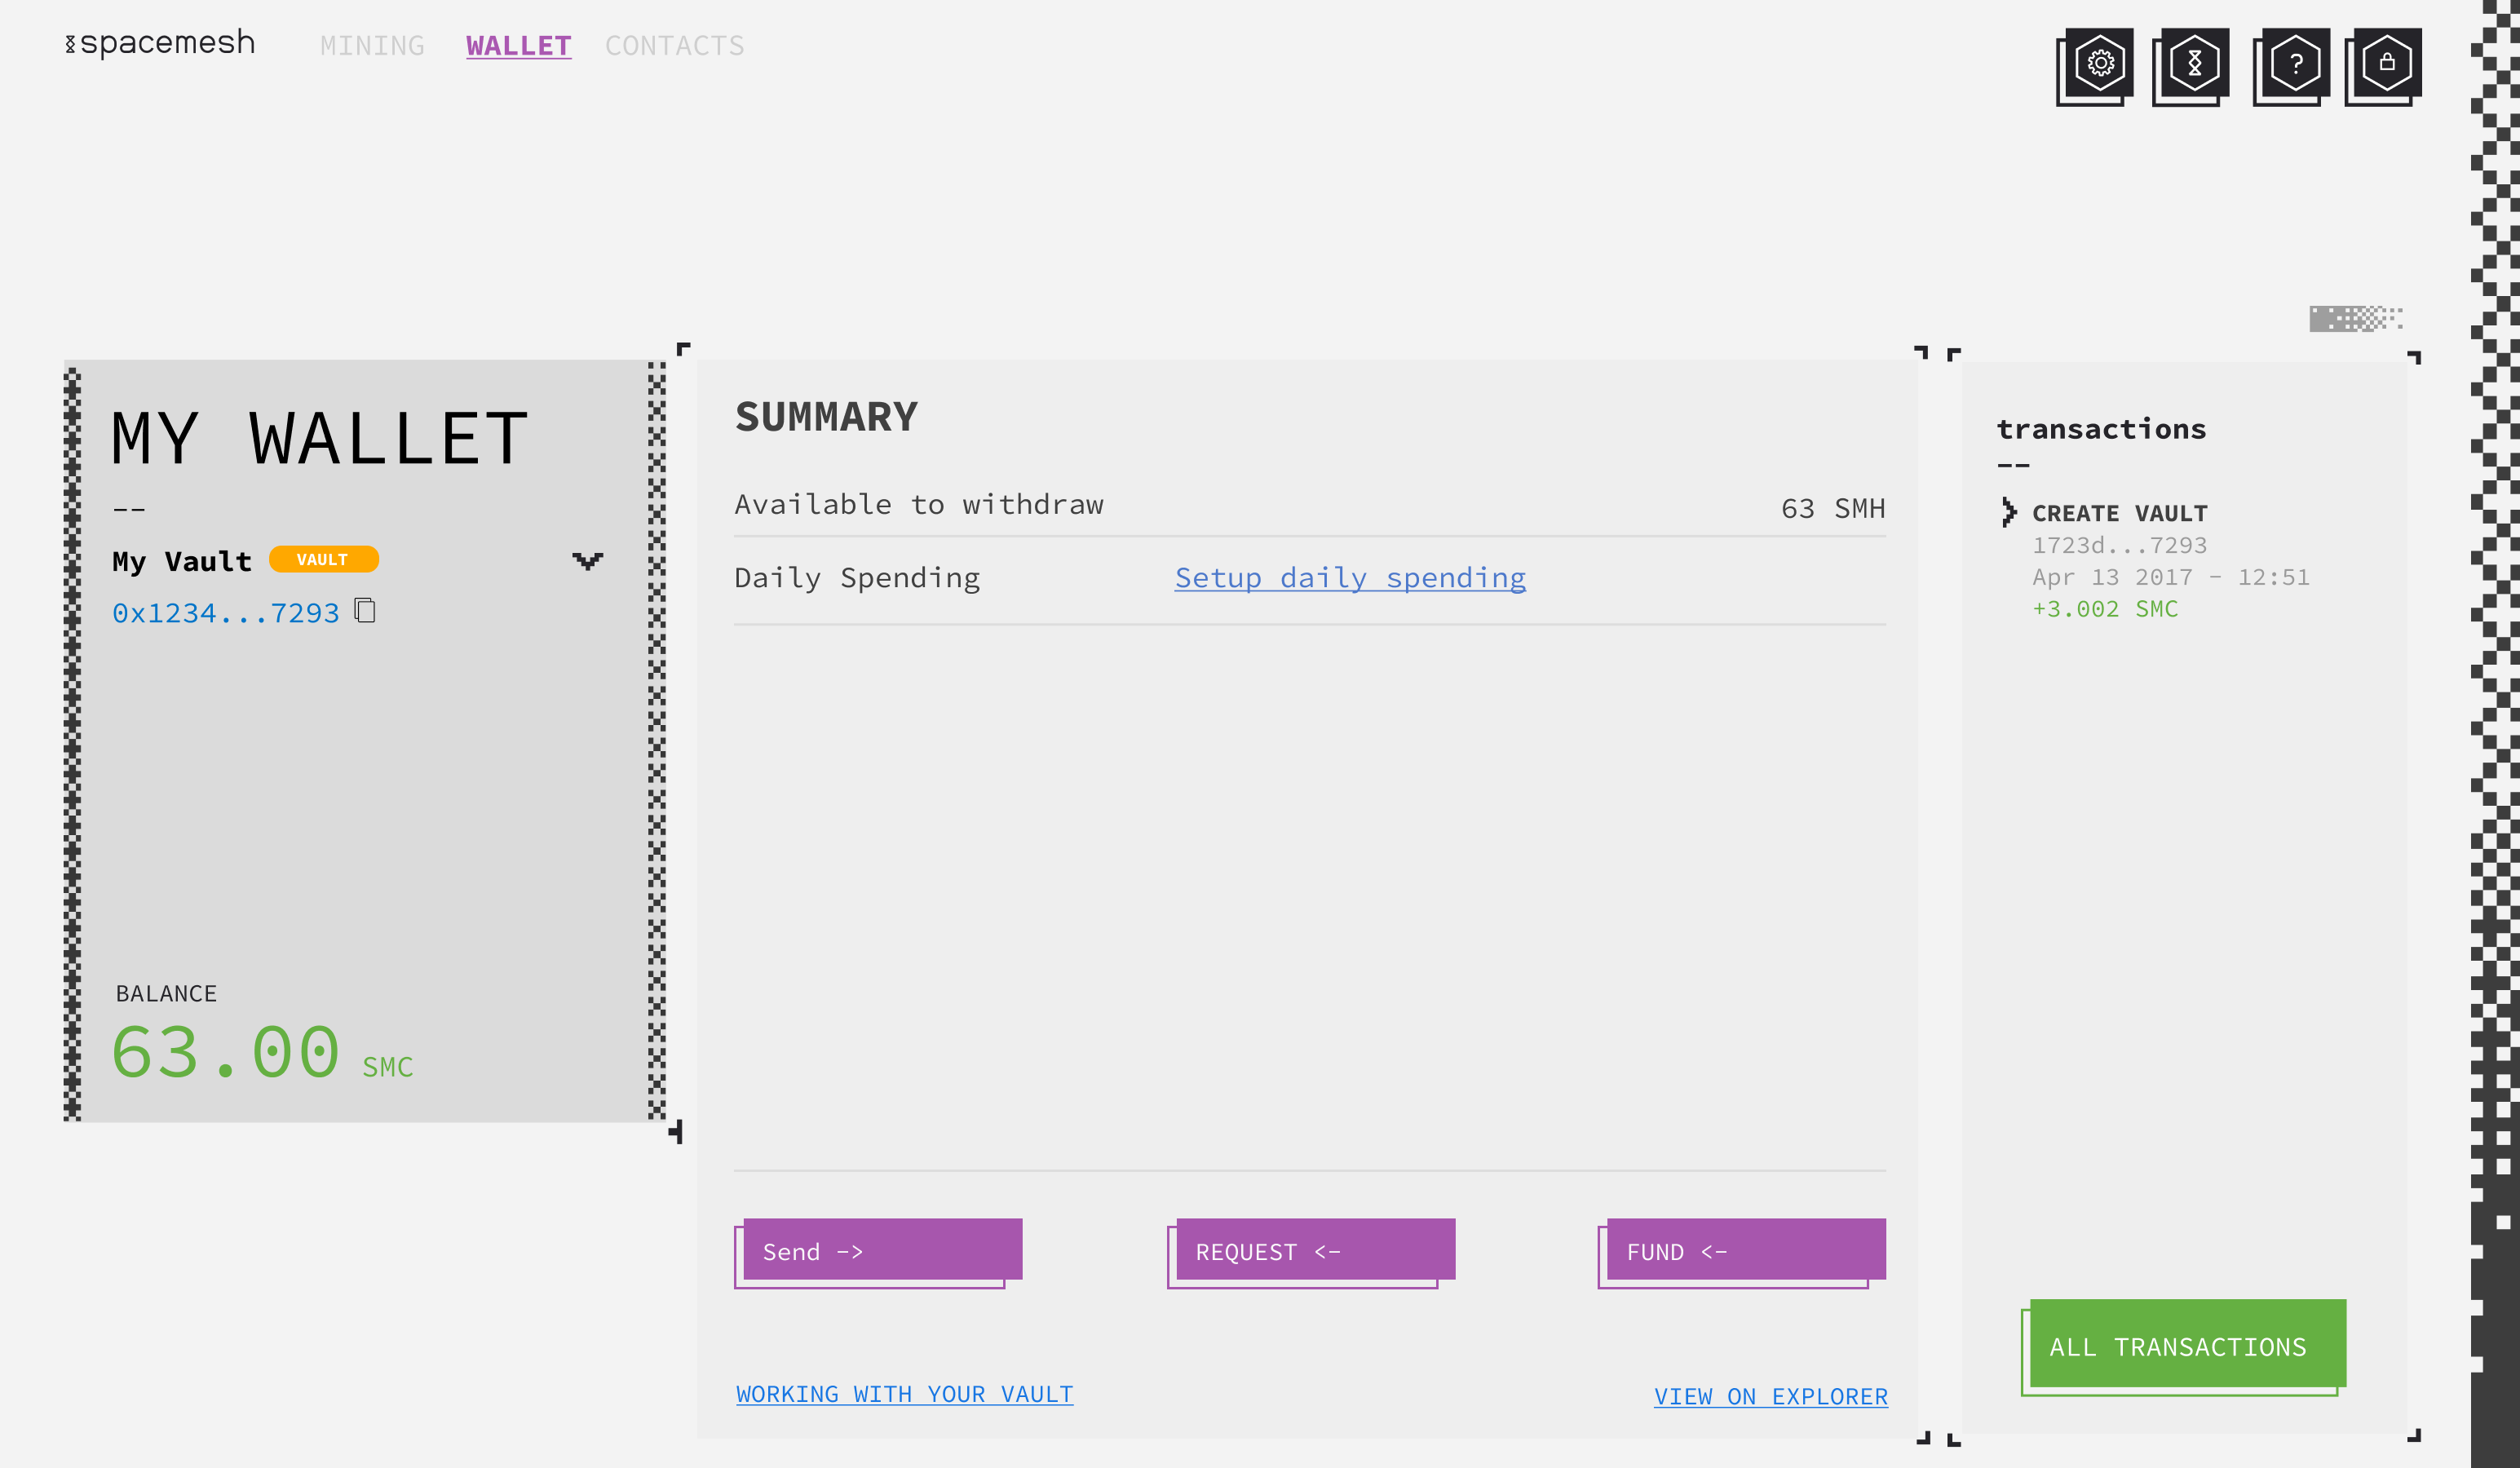 spacemesh
MINING WALLET CONTACTS
?
MY WALLET
--
My Vault VAULT
0x1234...7293
BALANCE
63.00 SMC
SUMMARY
Available to withdraw 63 SMH
Daily Spending Setup daily spending
Send ->
REQUEST <-
FUND <-
WORKING WITH YOUR VAULT
VIEW ON EXPLORER
transactions
--
CREATE VAULT
1723d...7293
Apr 13 2017 - 12:51
+3.002 SMC
ALL TRANSACTIONS